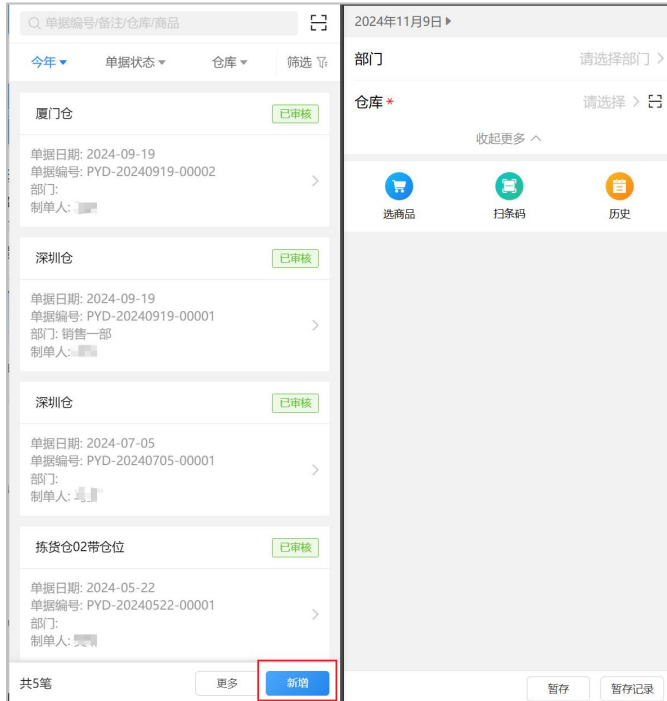 单据编号/备注/仓库/商品
今年
单据状态
仓库
筛选
厦门仓
已审核
单据日期: 2024-09-19
单据编号: PYD-20240919-00002
部门:
制单人:
深圳仓
已审核
单据日期: 2024-09-19
单据编号: PYD-20240919-00001
部门: 销售一部
制单人:
深圳仓
已审核
单据日期: 2024-07-05
单据编号: PYD-20240705-00001
部门:
制单人:
拣货仓02带仓位
已审核
单据日期: 2024-05-22
单据编号: PYD-20240522-00001
部门:
制单人:
共5笔
更多
新增
2024年11月9日
部门
请选择部门
仓库 *
请选择
收起更多
选商品
扫条码
历史
暂存
暂存记录